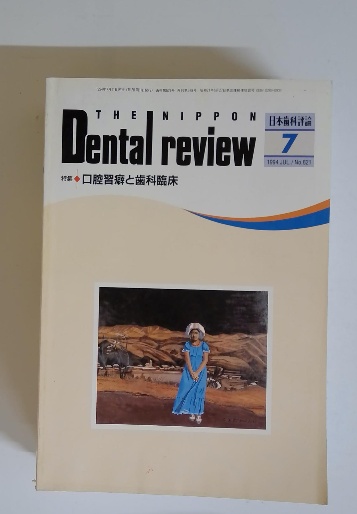 THE NIPPON
Dental review
日本歯科評論
7
1994 JUL / No.621
特集◆口腔習癖と歯科臨床